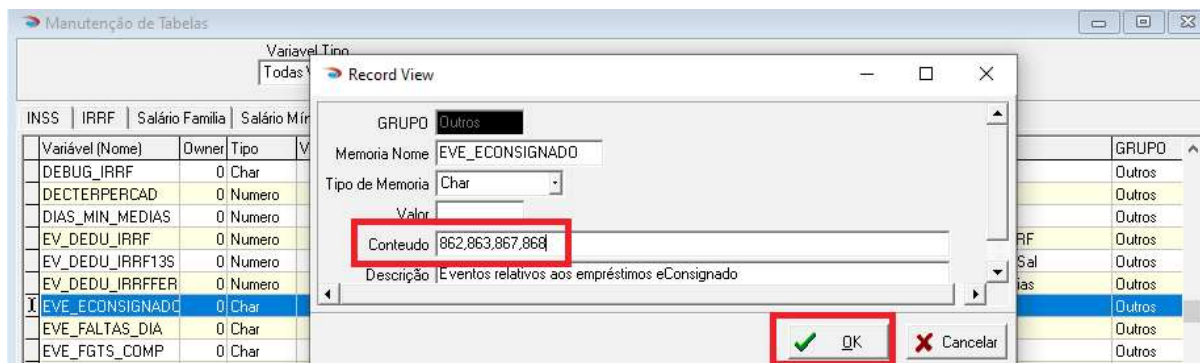 Manutenção de Tabelas
Variavel Tipo
Todas
Record View
INSS IRRF Salário Familia Salário
GRUPO Outros
Memoria Nome EVE_ECONSIGNADO
Tipo de Memoria Char
Valor
Conteudo 862,863,867,868
Descrição Eventos relativos aos empréstimos eConsignado
OK Cancelar
Variável (Nome) Owner Tipo V GRUPO
DEBUG_IRRF 0 Char Outros
DECTERPERCAD 0 Numero Outros
DIAS_MIN_MEDIAS 0 Numero Outros
EV_DEDU_IRRF 0 Numero RF Outros
EV_DEDU_IRRF13S 0 Numero Sal Outros
EV_DEDU_IRRFFER 0 Numero ias Outros
EVE_ECONSIGNADO 0 Char Outros
EVE_FALTAS_DIA 0 Char Outros
EVE_FGTS_COMP 0 Char Outros